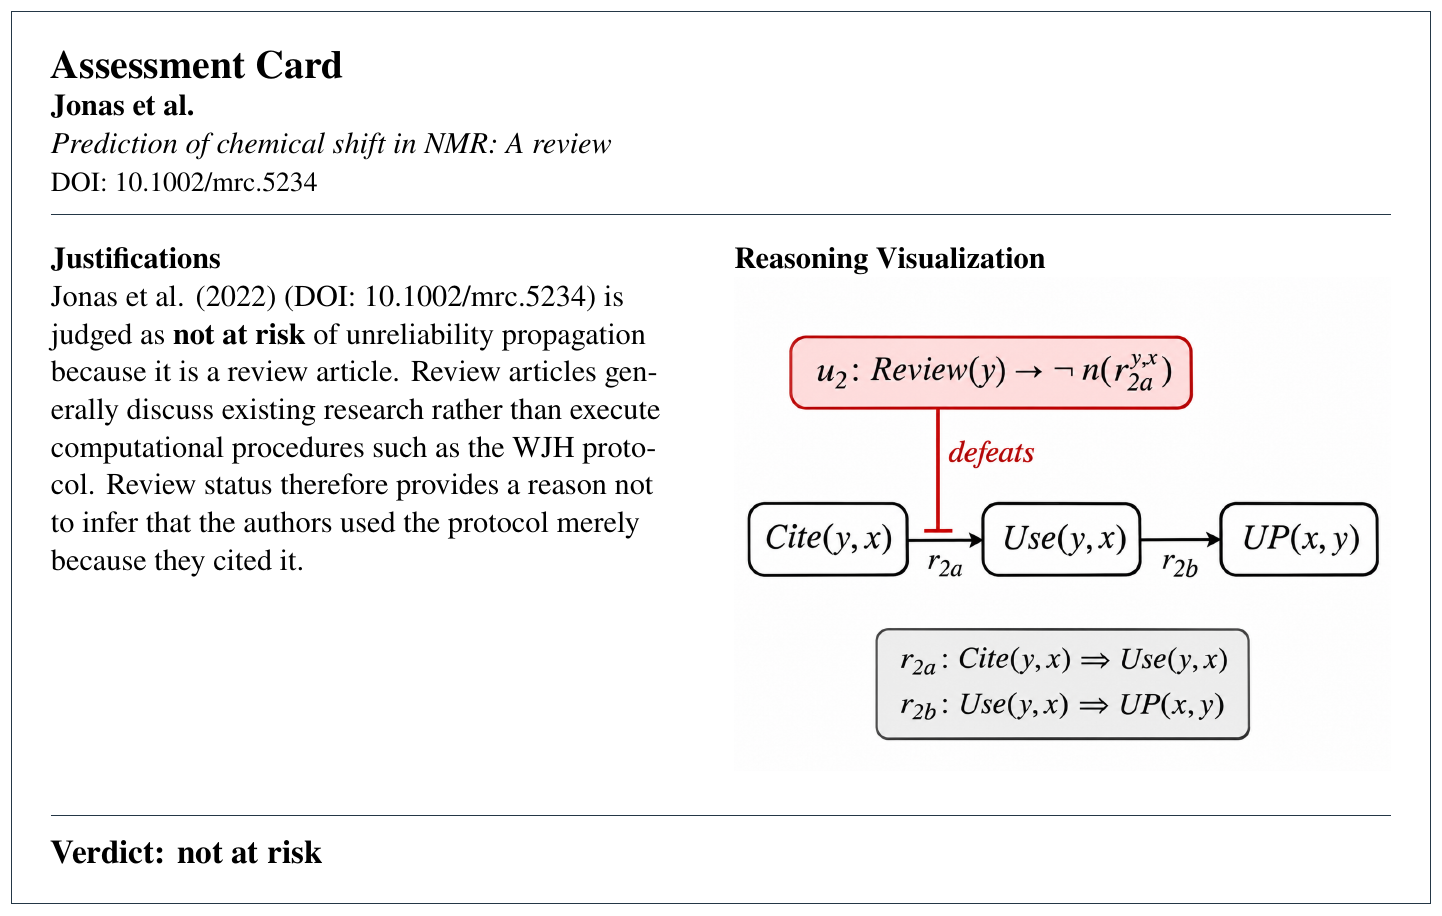 Assessment Card
Jonas et al.
Prediction of chemical shift in NMR: A review
DOI: 10.1002/mrc.5234
Justifications
Jonas et al. (2022) (DOI: 10.1002/mrc.5234) is
judged as not at risk of unreliability propagation
because it is a review article. Review articles gen-
erally discuss existing research rather than execute
computational procedures such as the WJH proto-
col. Review status therefore provides a reason not
to infer that the authors used the protocol merely
because they cited it.
Reasoning Visualization
u₂: Review(y) → ¬ n(r₂ₐ^{y,x})
defeats
Cite(y, x)
r₂ₐ
Use(y, x)
r_{2b}
UP(x, y)
r₂ₐ: Cite(y, x) ⇒ Use(y, x)
r_{2b}: Use(y, x) ⇒ UP(x, y)
Verdict: not at risk